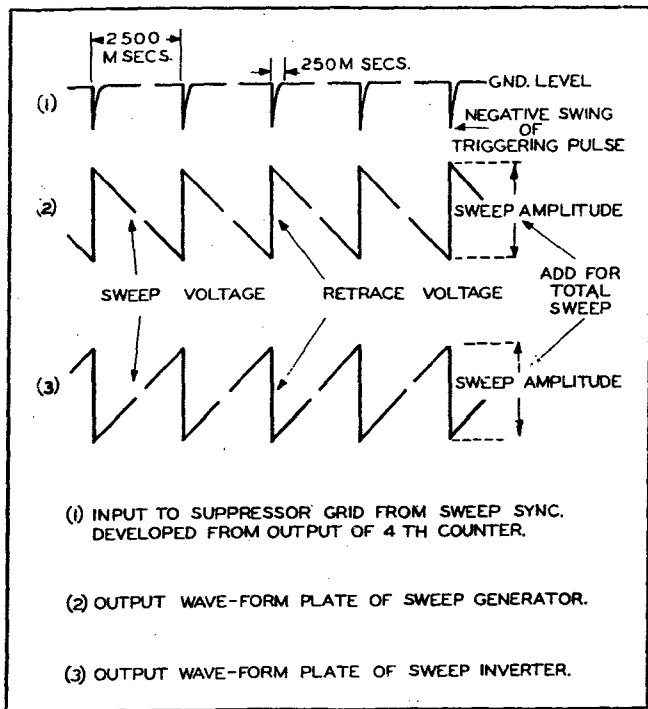 2500
M SECS.
250 M SECS.
GND. LEVEL
(1)
NEGATIVE SWING
OF
TRIGGERING PULSE
(2)
SWEEP AMPLITUDE
SWEEP VOLTAGE
RETRACE VOLTAGE
ADD FOR
TOTAL
SWEEP
(3)
SWEEP AMPLITUDE
(1) INPUT TO SUPPRESSOR GRID FROM SWEEP SYNC.
DEVELOPED FROM OUTPUT OF 4 TH COUNTER.
(2) OUTPUT WAVE-FORM PLATE OF SWEEP GENERATOR.
(3) OUTPUT WAVE-FORM PLATE OF SWEEP INVERTER.